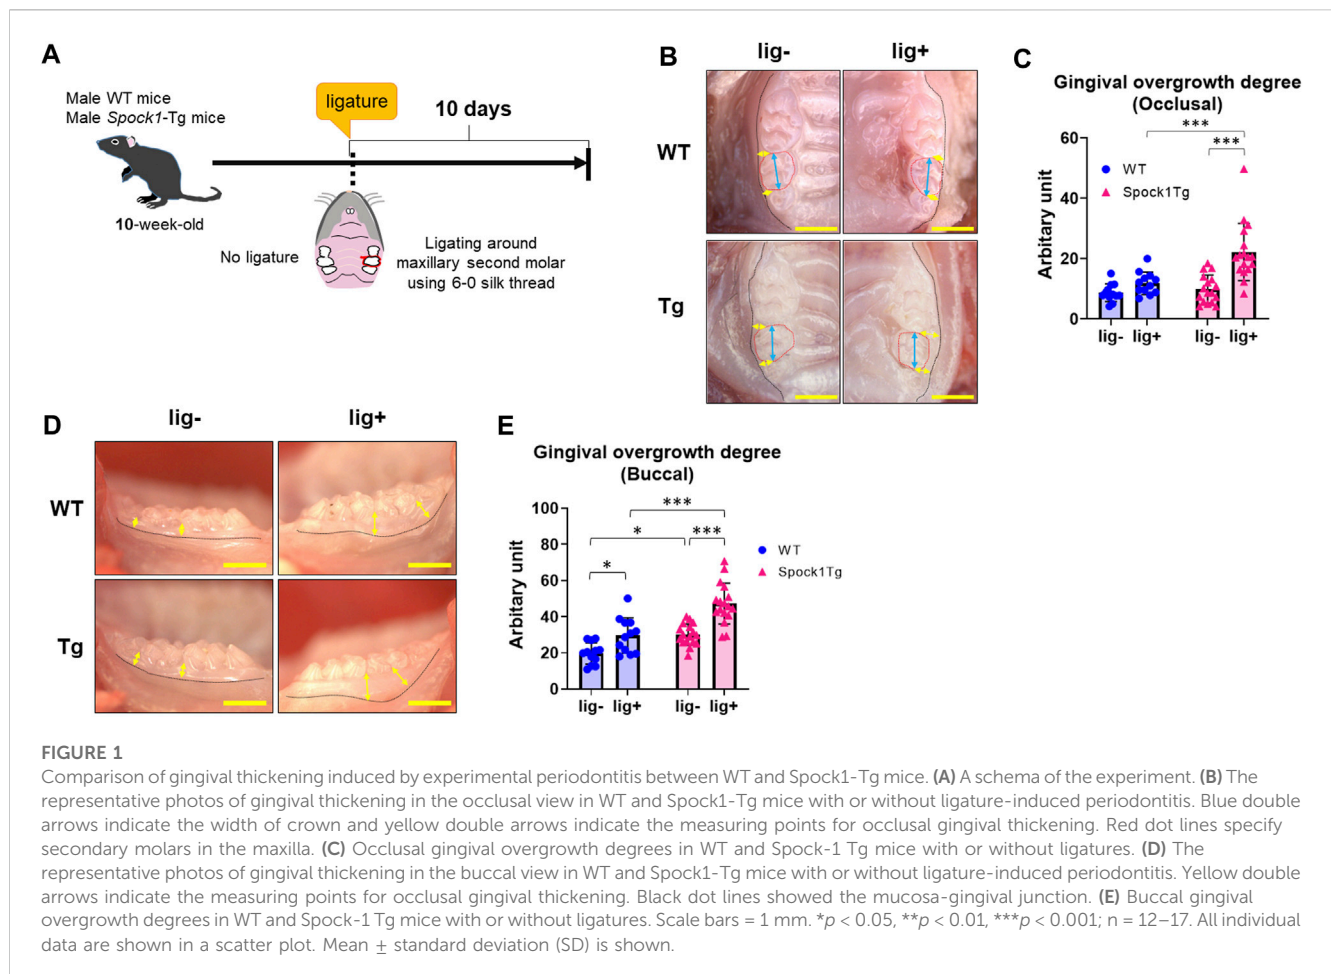 A
Male WT mice
Male Spock1-Tg mice
ligature
10 days
10-week-old
No ligature
Ligating around
maxillary second molar
using 6-0 silk thread
B
lig-
lig+
WT
Tg
C
Gingival overgrowth degree
(Occlusal)
***
***
WT
Spock1Tg
Arbitary unit
60
40
20
0
lig-
lig+
lig-
lig+
D
lig-
lig+
WT
Tg
E
Gingival overgrowth degree
(Buccal)
***
*
***
*
WT
Spock1Tg
Arbitary unit
100
80
60
40
20
0
lig-
lig+
lig-
lig+
FIGURE 1
Comparison of gingival thickening induced by experimental periodontitis between WT and Spock1-Tg mice. (A) A schema of the experiment. (B) The
representative photos of gingival thickening in the occlusal view in WT and Spock1-Tg mice with or without ligature-induced periodontitis. Blue double
arrows indicate the width of crown and yellow double arrows indicate the measuring points for occlusal gingival thickening. Red dot lines specify
secondary molars in the maxilla. (C) Occlusal gingival overgrowth degrees in WT and Spock-1 Tg mice with or without ligatures. (D) The
representative photos of gingival thickening in the buccal view in WT and Spock1-Tg mice with or without ligature-induced periodontitis. Yellow double
arrows indicate the measuring points for occlusal gingival thickening. Black dot lines showed the mucosa-gingival junction. (E) Buccal gingival
overgrowth degrees in WT and Spock-1 Tg mice with or without ligatures. Scale bars = 1 mm. *p < 0.05, **p < 0.01, ***p < 0.001; n = 12–17. All individual
data are shown in a scatter plot. Mean ± standard deviation (SD) is shown.